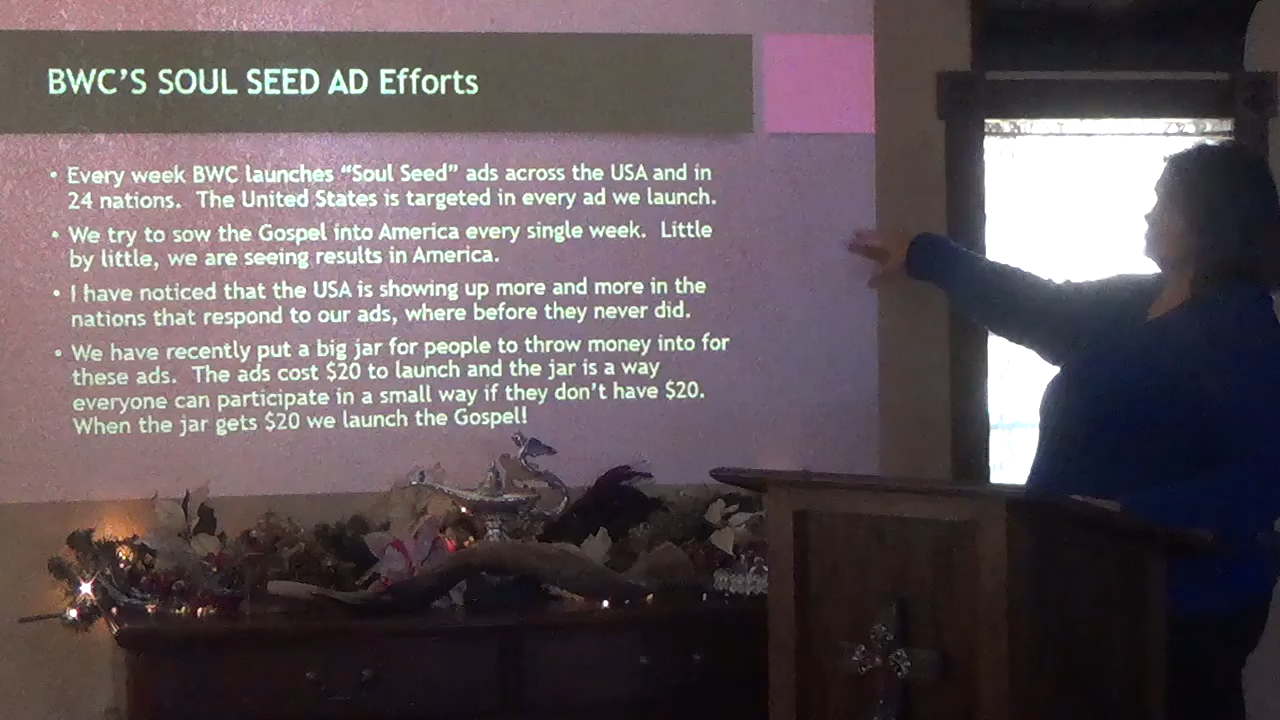 BWC'S SOUL SEED AD Efforts
• Every week BWC launches “Soul Seed” ads across the USA and in
24 nations.  The United States is targeted in every ad we launch.
• We try to sow the Gospel into America every single week.  Little
by little, we are seeing results in America.
• I have noticed that the USA is showing up more and more in the
nations that respond to our ads, where before they never did.
• We have recently put a big jar for people to throw money into for
these ads.  The ads cost $20 to launch and the jar is a way
everyone can participate in a small way if they don't have $20.
When the jar gets $20 we launch the Gospel!